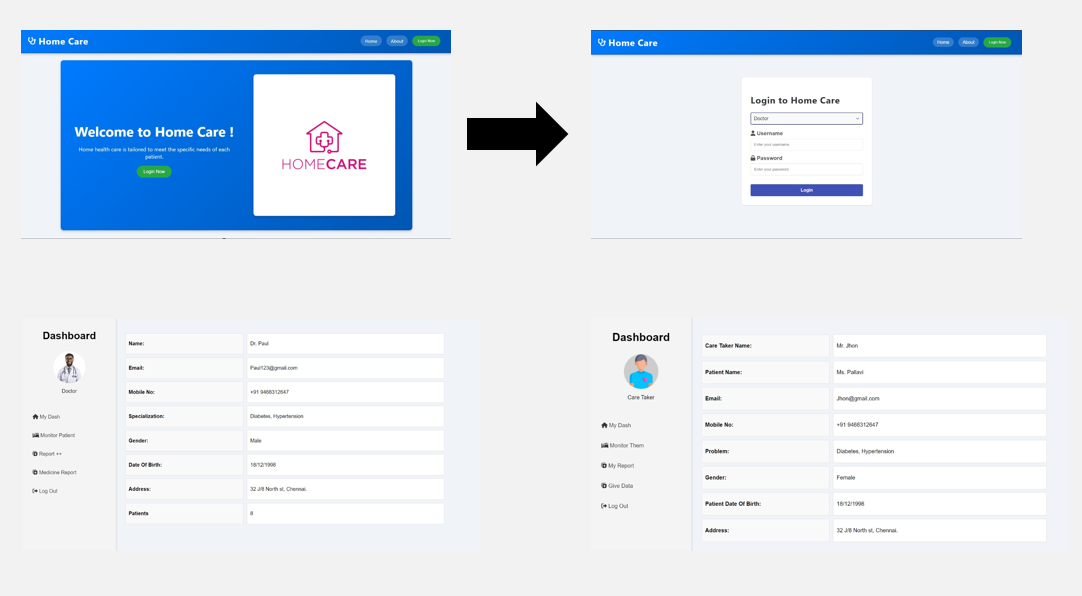 Home Care
Home About Login Now
Welcome to Home Care !
Home health care is tailored to meet the specific needs of each
patient.
Login Now
HOMECARE
Home Care
Home About Login Now
Login to Home Care
Doctor
Username
Enter your username
Password
Enter your password
Login
Dashboard
Doctor
My Dash
Monitor Patient
Report ++
Medicine Report
Log Out
Name: Dr. Paul
Email: Paul123@gmail.com
Mobile No: +91 9468312647
Specialization: Diabetes, Hypertension
Gender: Male
Date Of Birth: 18/12/1998
Address: 32 J/8 North st, Chennai.
Patients 8
Dashboard
Care Taker
My Dash
Monitor Them
My Report
Give Data
Log Out
Care Taker Name: Mr. Jhon
Patient Name: Ms. Pallavi
Email: Jhon@gmail.com
Mobile No: +91 9468312647
Problem: Diabetes, Hypertension
Gender: Female
Patient Date Of Birth: 18/12/1998
Address: 32 J/8 North st, Chennai.